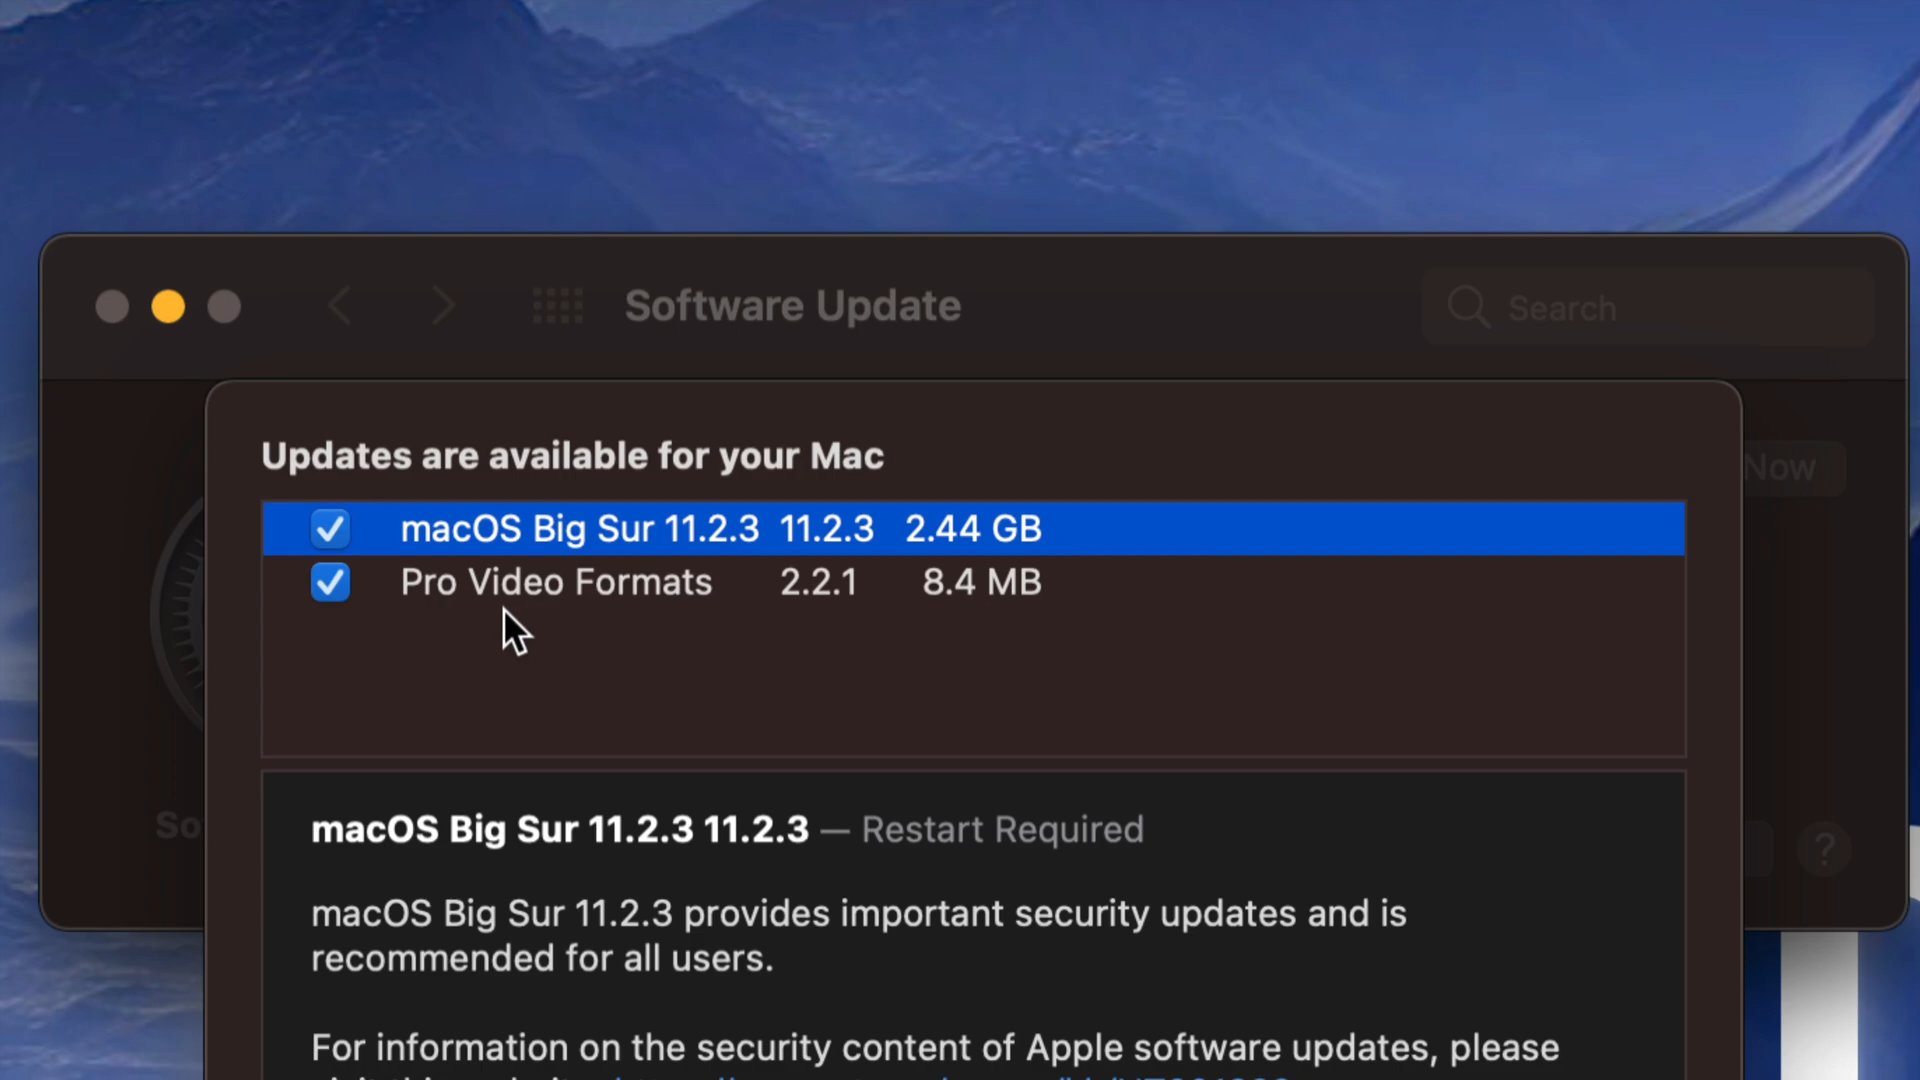 Software Update
Search
Updates are available for your Mac
Now
macOS Big Sur 11.2.3 11.2.3 2.44 GB
Pro Video Formats 2.2.1 8.4 MB
macOS Big Sur 11.2.3 11.2.3 — Restart Required
?
macOS Big Sur 11.2.3 provides important security updates and is
recommended for all users.
For information on the security content of Apple software updates, please